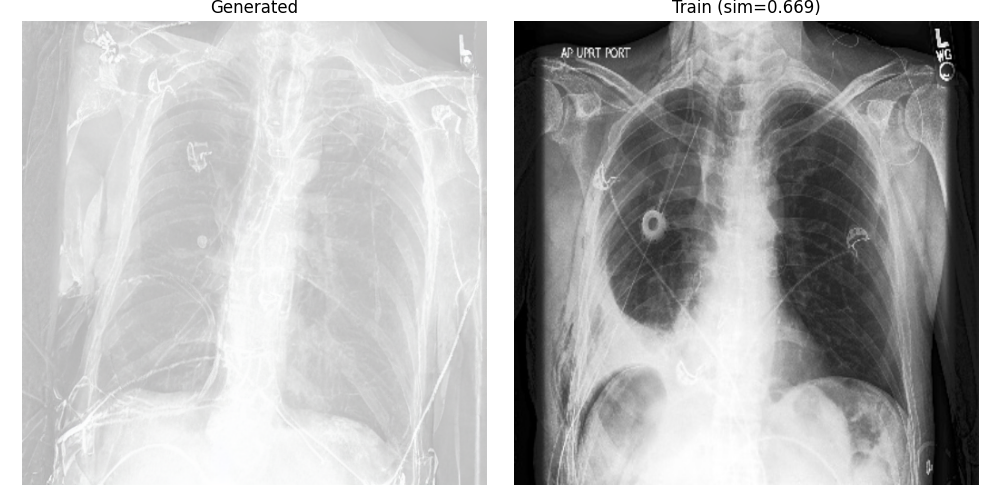 Generated
Train (sim=0.669)
L
AP UPRT PORT
L
WG